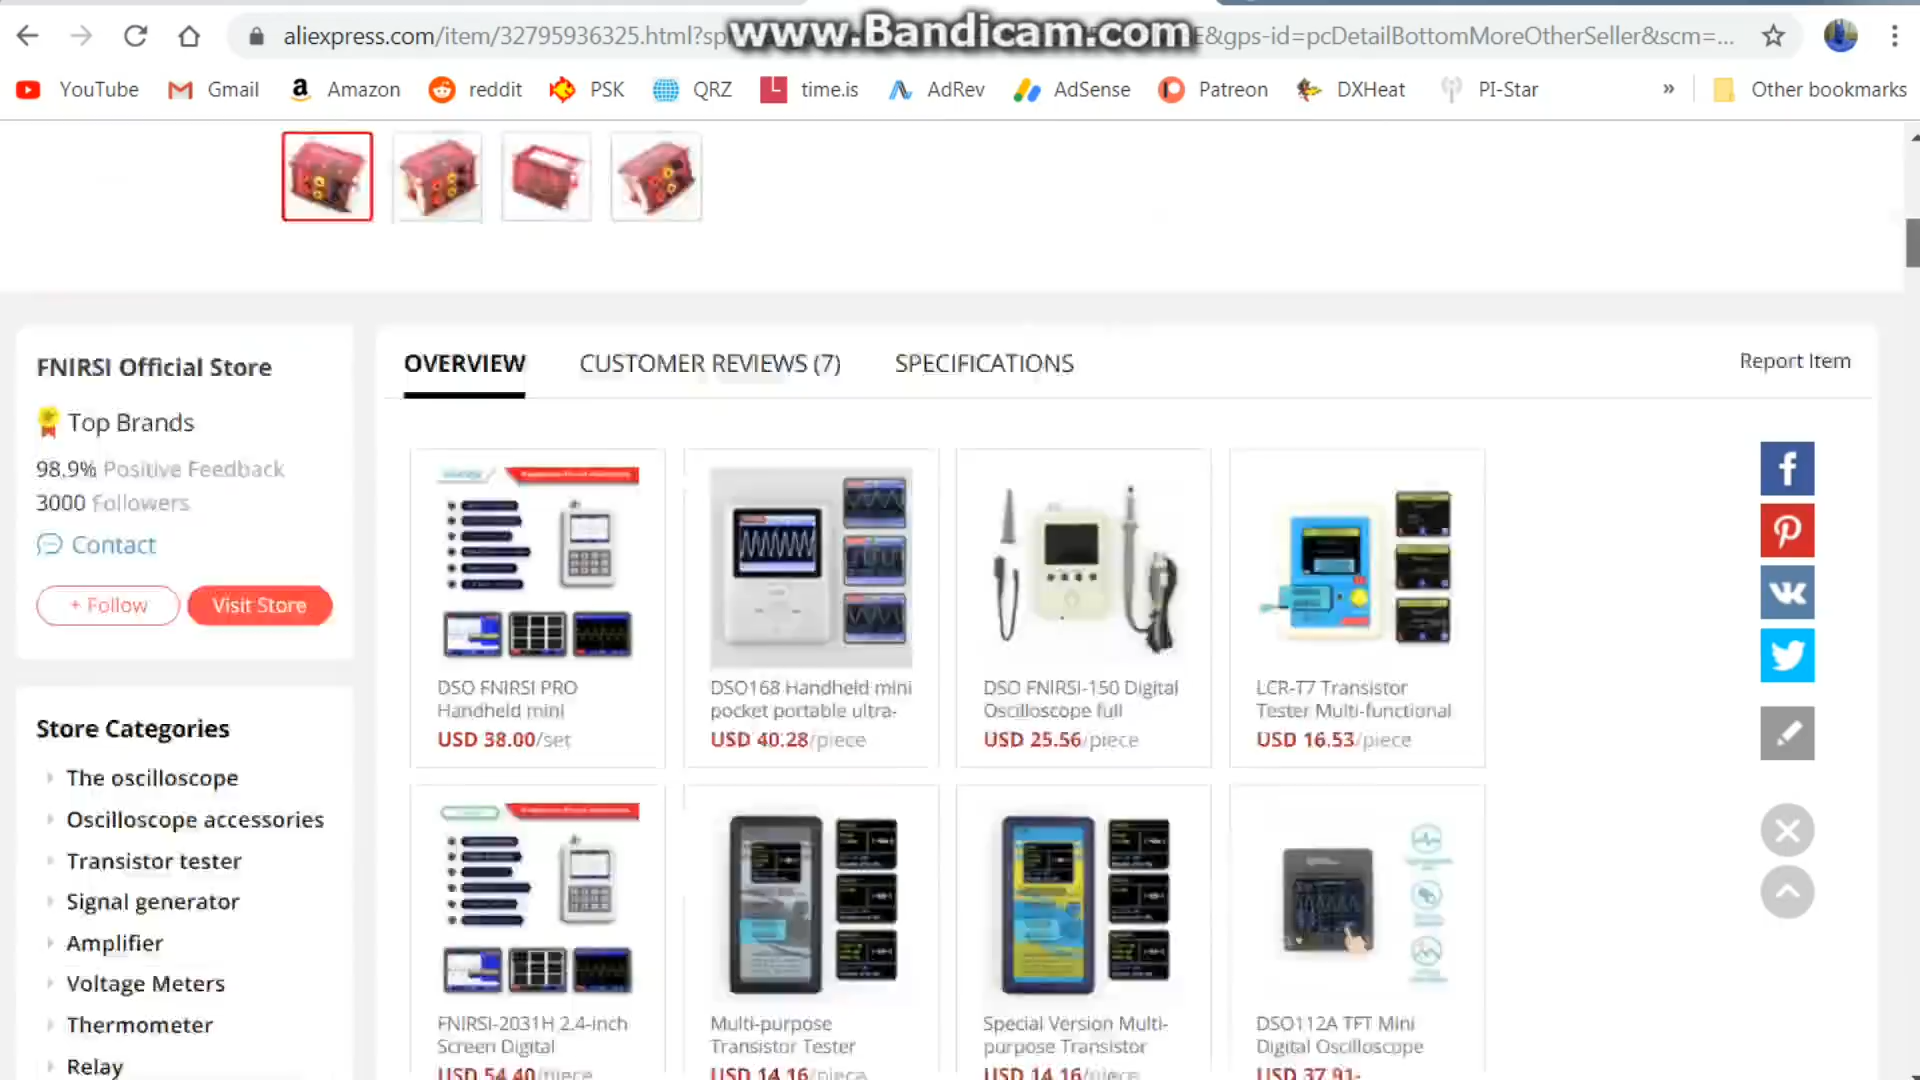 www.Bandicam.com
aliexpress.com/item/32795936325.html?sp
E&gps-id=pcDetailBottomMoreOtherSeller&scm=...
YouTube
Gmail
Amazon
reddit
PSK
QRZ
time.is
AdRev
AdSense
Patreon
DXHeat
PI-Star
»
Other bookmarks
FNIRSI Official Store
Top Brands
98.9% Positive Feedback
3000 Followers
Contact
+ Follow
Visit Store
Store Categories
The oscilloscope
Oscilloscope accessories
Transistor tester
Signal generator
Amplifier
Voltage Meters
Thermometer
Relay
OVERVIEW
CUSTOMER REVIEWS (7)
SPECIFICATIONS
Report Item
DSO FNIRSI PRO
Handheld mini
USD 38.00/set
DSO168 Handheld mini
pocket portable ultra-
USD 40.28/piece
DSO FNIRSI-150 Digital
Oscilloscope full
USD 25.56/piece
LCR-T7 Transistor
Tester Multi-functional
USD 16.53/piece
FNIRSI-2031H 2.4-inch
Screen Digital
USD 54.40/piece
Multi-purpose
Transistor Tester
USD 14.16/piece
Special Version Multi-
purpose Transistor
USD 14.16/piece
DSO112A TFT Mini
Digital Oscilloscope
USD 37.91-